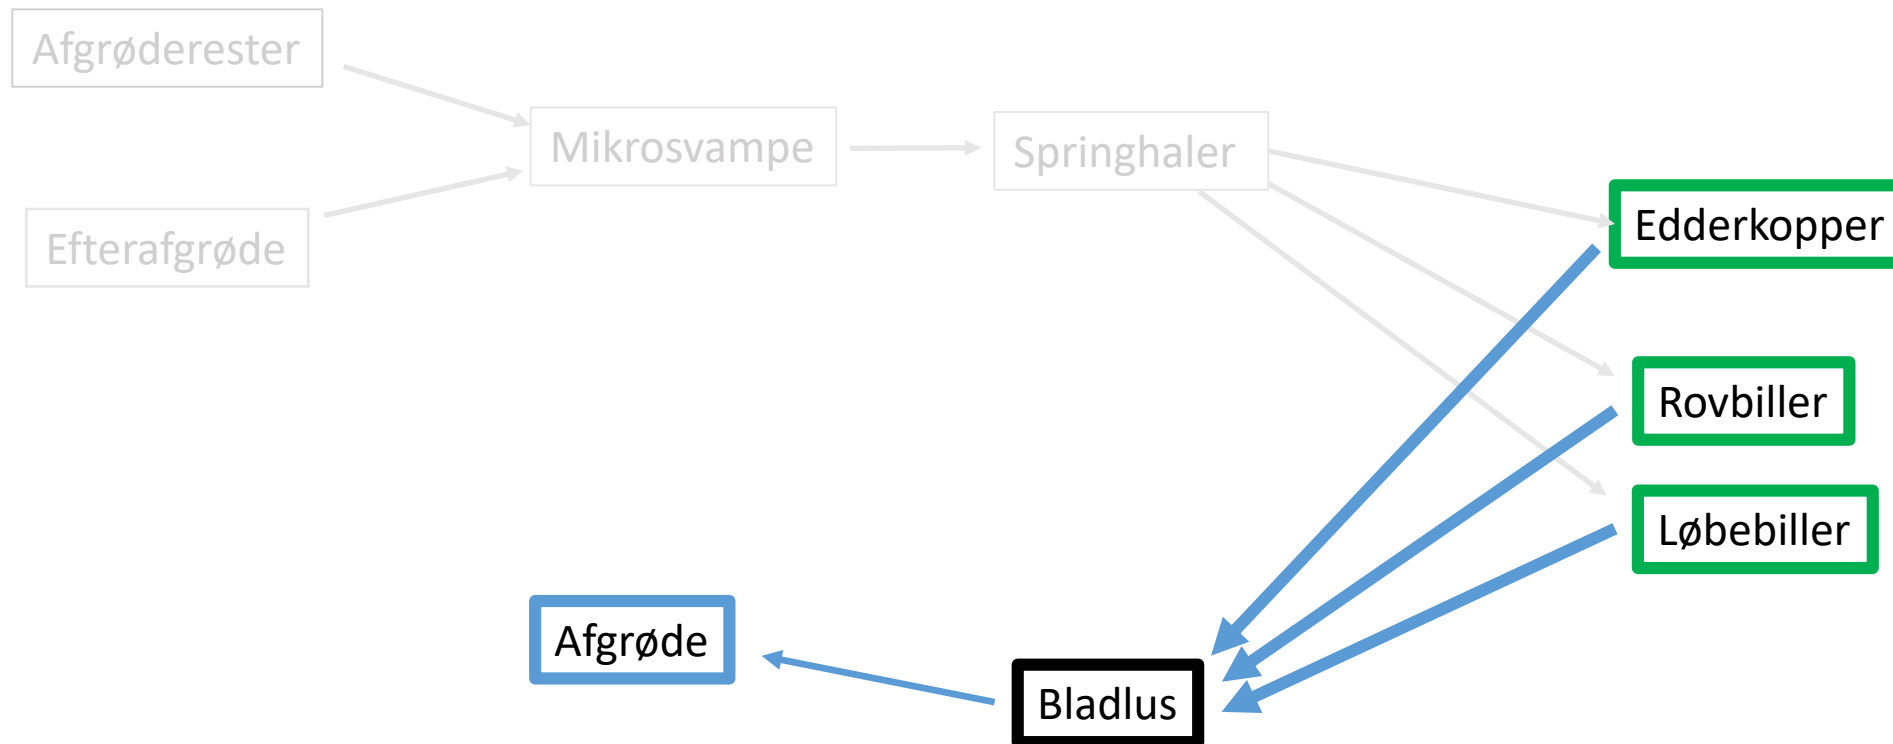 Afgrøderester
Mikrosvampe
Springhaler
Efterafgrøde
Edderkopper
Rovbiller
Løbebiller
Afgrøde
Bladlus